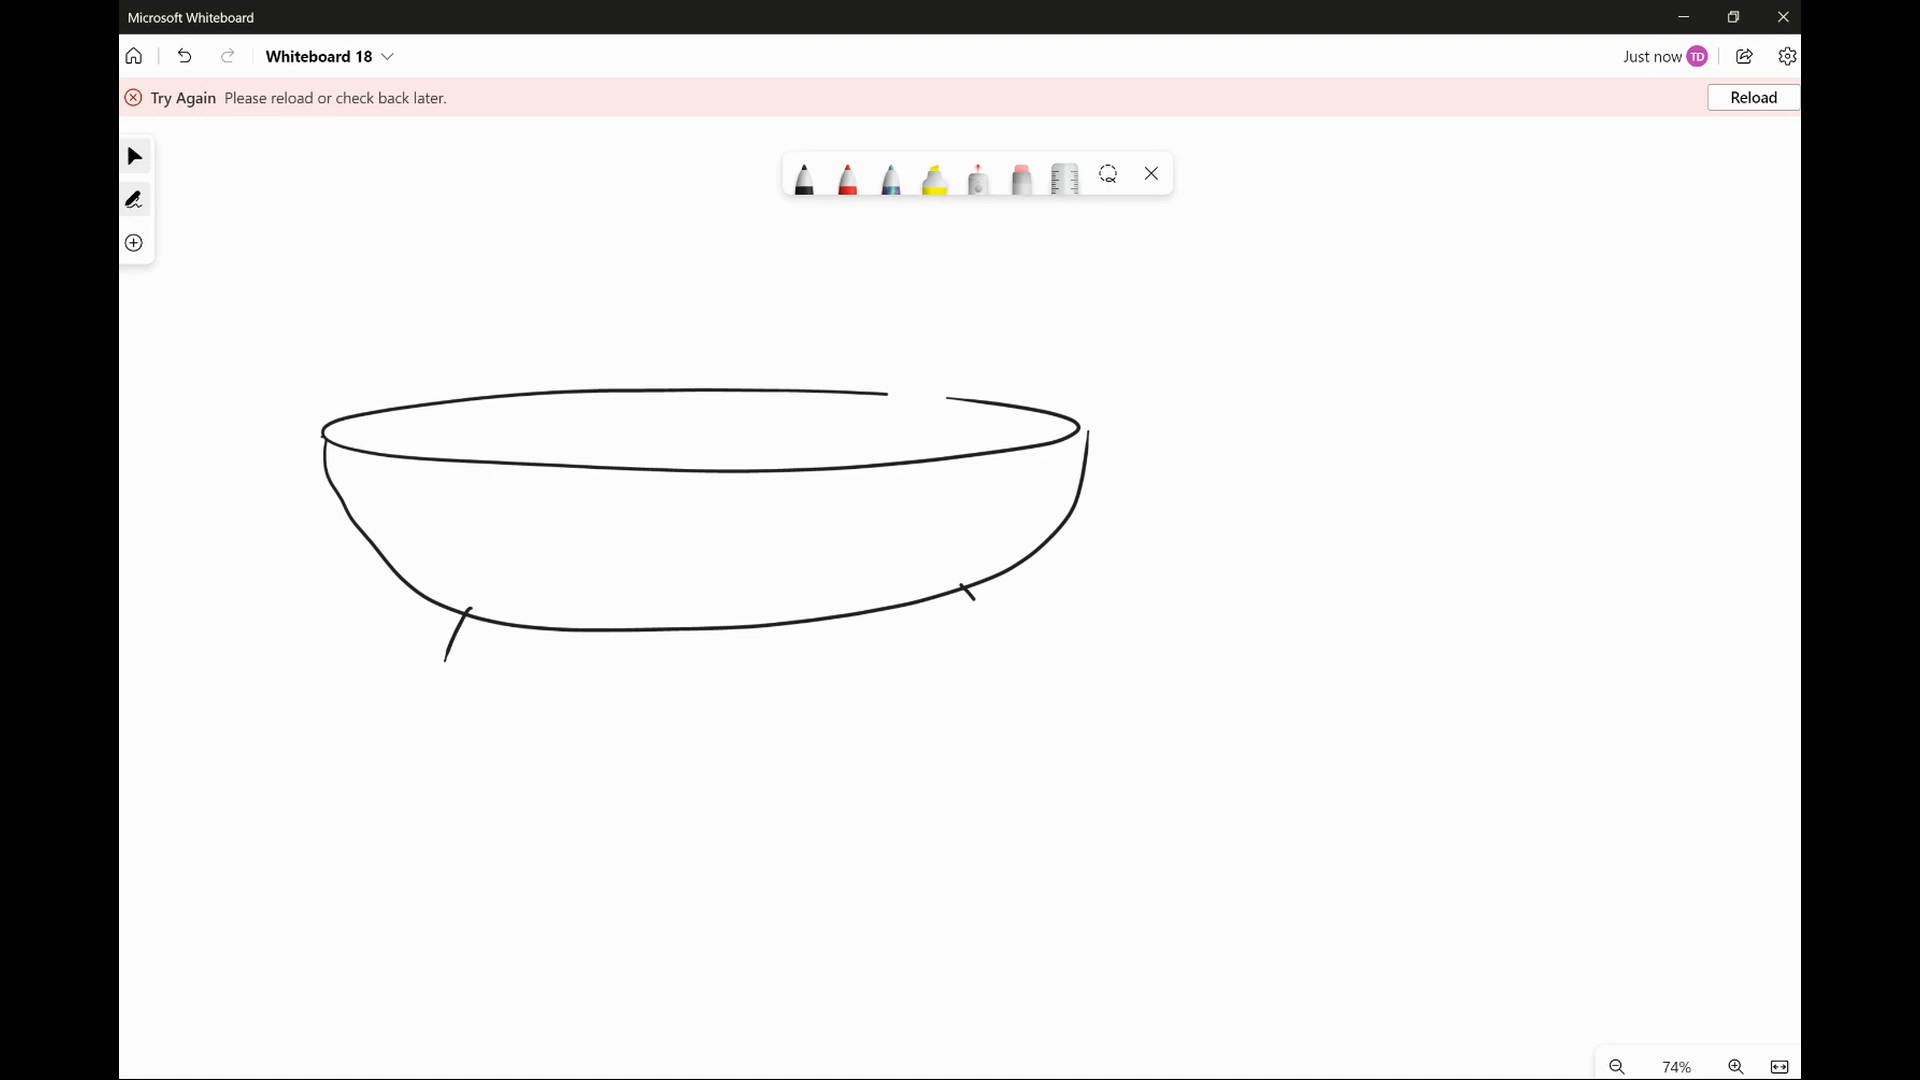 Microsoft Whiteboard
Whiteboard 18
Just now TD
Try Again Please reload or check back later.
Reload
74%